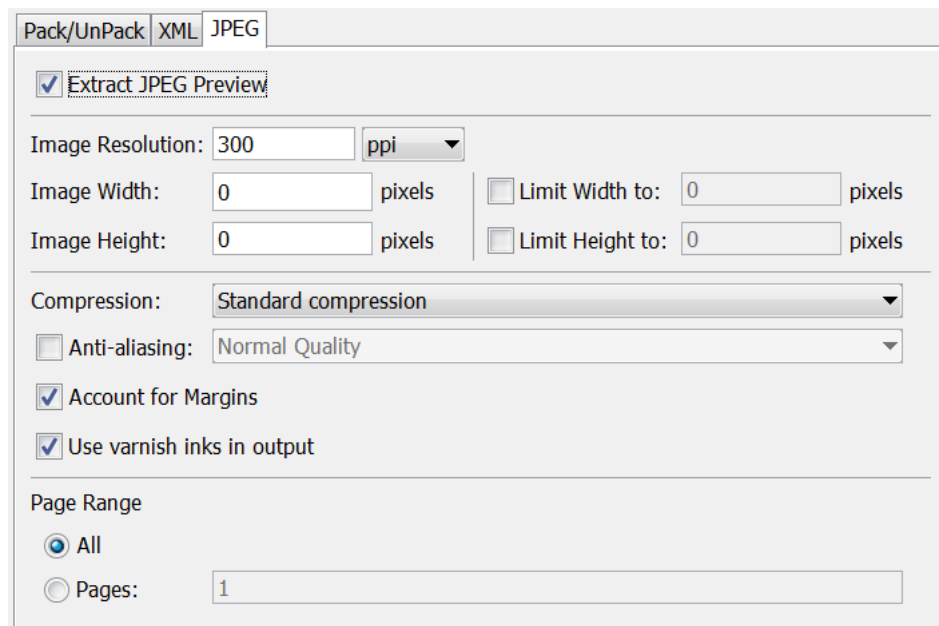 Pack/UnPack XML JPEG
Extract JPEG Preview
Image Resolution: 300 ppi
Image Width: 0 pixels Limit Width to: 0 pixels
Image Height: 0 pixels Limit Height to: 0 pixels
Compression: Standard compression
Anti-aliasing: Normal Quality
Account for Margins
Use varnish inks in output
Page Range
All
Pages: 1